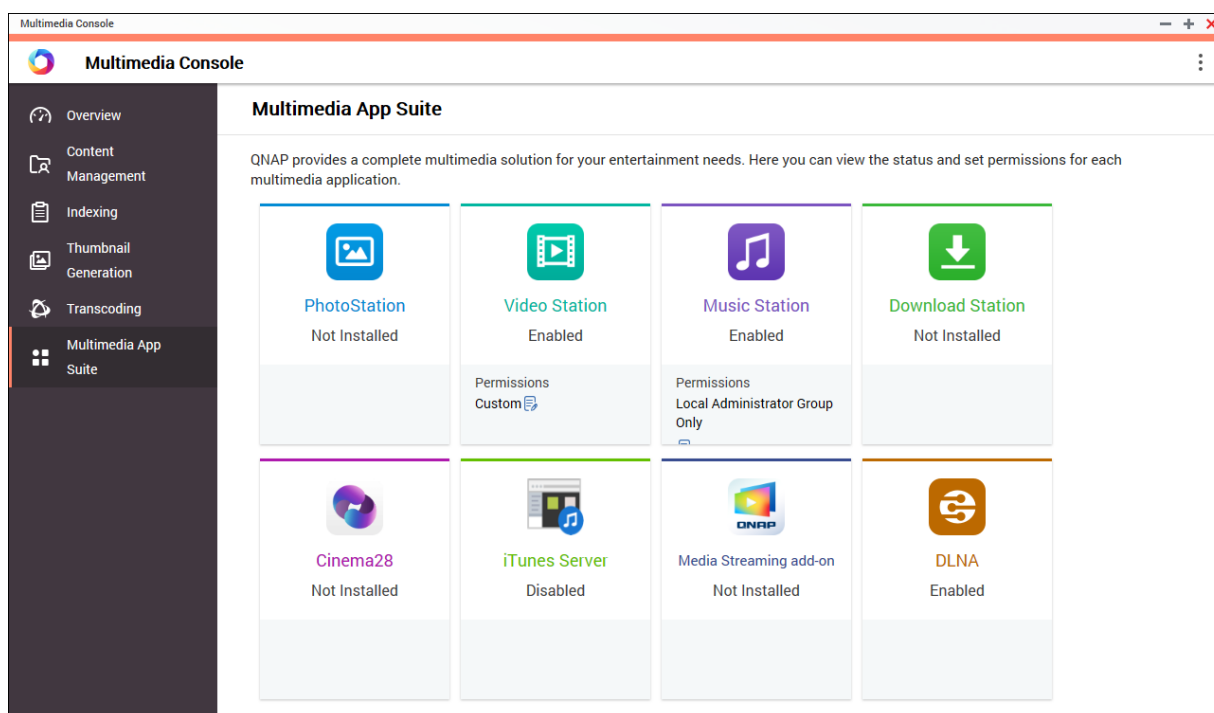 Multimedia Console
Multimedia Console
Overview
Content
Management
Indexing
Thumbnail
Generation
Transcoding
Multimedia App
Suite
Multimedia App Suite
QNAP provides a complete multimedia solution for your entertainment needs. Here you can view the status and set permissions for each
multimedia application.
PhotoStation
Not Installed
Video Station
Enabled
Permissions
Custom
Music Station
Enabled
Permissions
Local Administrator Group
Only
Download Station
Not Installed
Cinema28
Not Installed
iTunes Server
Disabled
QNAP
Media Streaming add-on
Not Installed
DLNA
Enabled